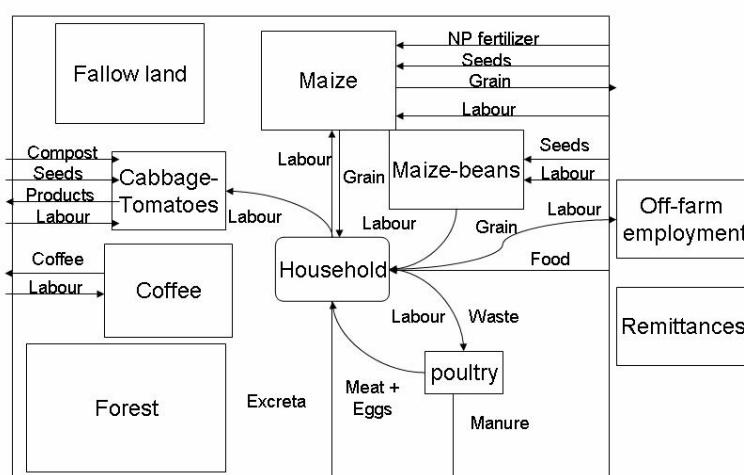 NP fertilizer
Seeds
Grain
Labour
Fallow land
Maize
Compost
Seeds
Products
Labour
Cabbage-
Tomatoes
Labour
Labour
Grain
Maize-beans
Seeds
Labour
Labour
Grain
Labour
Off-farm
employment
Coffee
Labour
Coffee
Household
Food
Remittances
Labour
Waste
Forest
Excreta
Meat +
Eggs
poultry
Manure